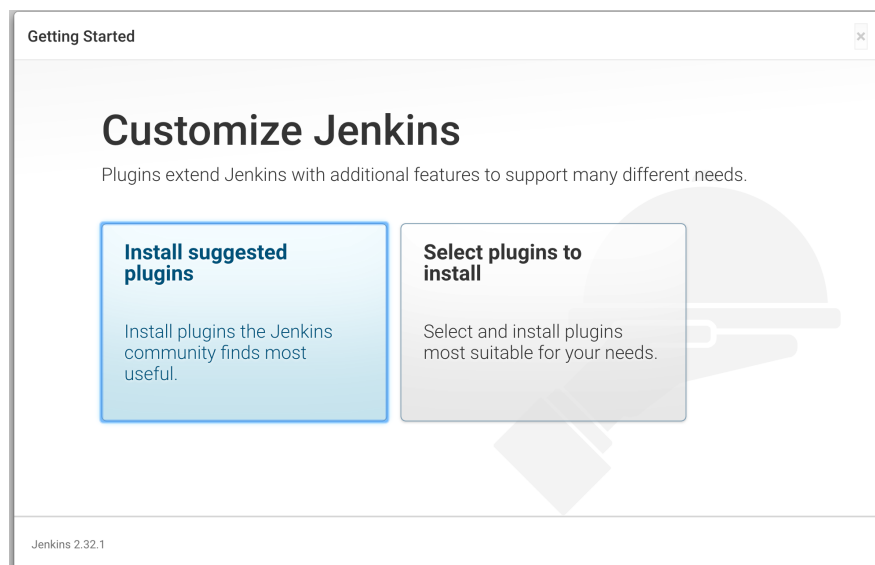 Getting Started
×
Customize Jenkins
Plugins extend Jenkins with additional features to support many different needs.
Install suggested
plugins
Install plugins the Jenkins
community finds most
useful.
Select plugins to
install
Select and install plugins
most suitable for your needs.
Jenkins 2.32.1